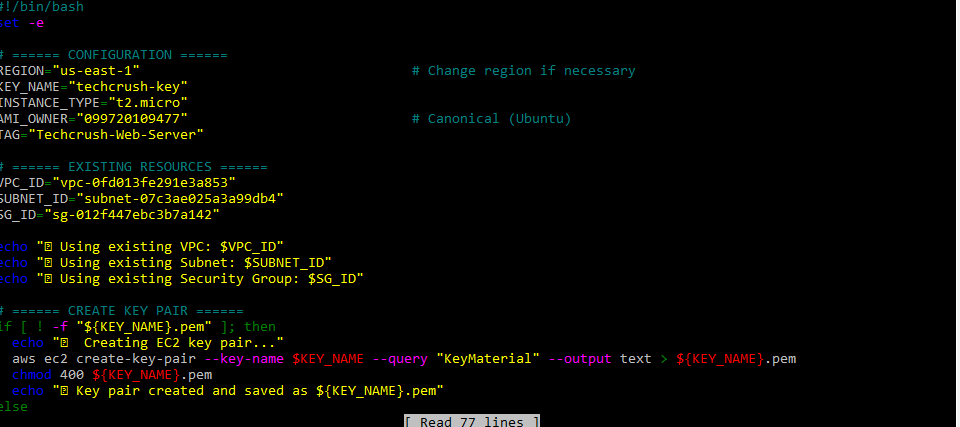 #!/bin/bash
set -e
# ====== CONFIGURATION ======
REGION="us-east-1" # Change region if necessary
KEY_NAME="techcrush-key"
INSTANCE_TYPE="t2.micro"
AMI_OWNER="099720109477" # Canonical (Ubuntu)
TAG="Techcrush-Web-Server"
# ====== EXISTING RESOURCES ======
VPC_ID="vpc-0fd013fe291e3a853"
SUBNET_ID="subnet-07c3ae025a3a99db4"
SG_ID="sg-012f447ebc3b7a142"
echo "⍰ Using existing VPC: $VPC_ID"
echo "⍰ Using existing Subnet: $SUBNET_ID"
echo "⍰ Using existing Security Group: $SG_ID"
# ====== CREATE KEY PAIR ======
if [ ! -f "${KEY_NAME}.pem" ]; then
echo "⍰  Creating EC2 key pair..."
aws ec2 create-key-pair --key-name $KEY_NAME --query "KeyMaterial" --output text > ${KEY_NAME}.pem
chmod 400 ${KEY_NAME}.pem
echo "⍰ Key pair created and saved as ${KEY_NAME}.pem"
else
[ Read 77 lines ]